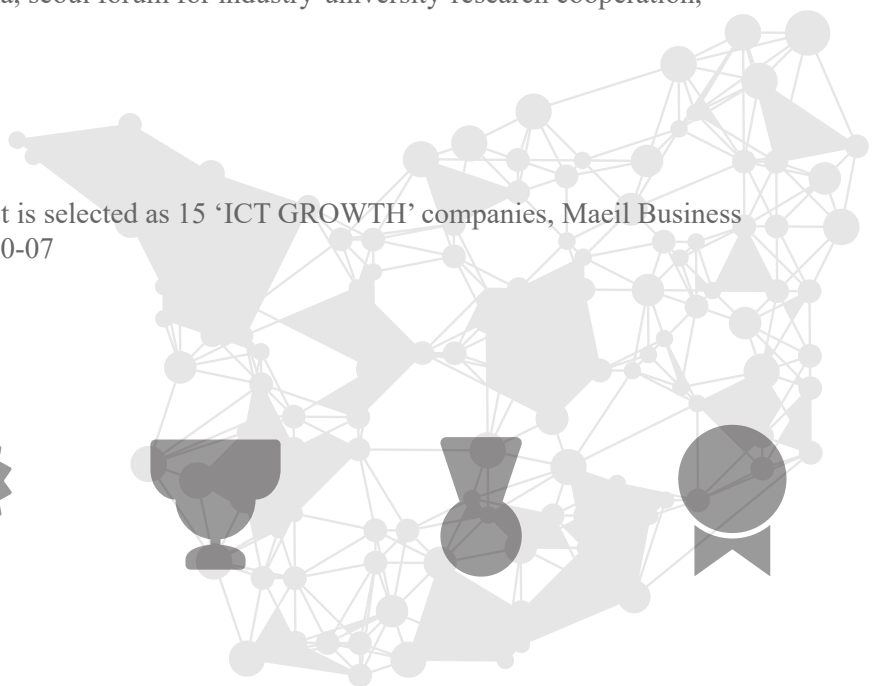 seoul forum for industry-university-research cooperation,
t is selected as 15 ‘ICT GROWTH’ companies, Maeil Business
0-07